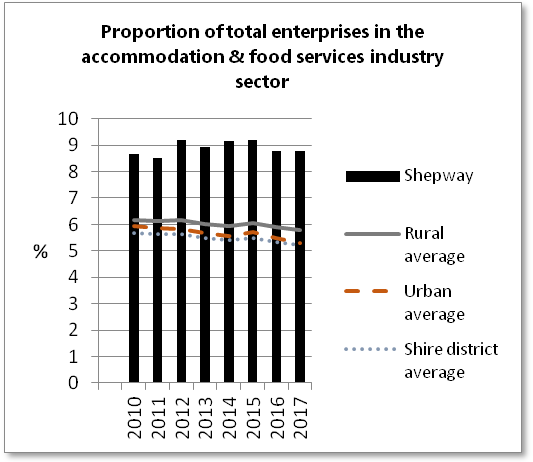 Proportion of total enterprises in the
accommodation & food services industry
sector
10
9
8
7
6
5
4
3
2
1
0
%
2010
2011
2012
2013
2014
2015
2016
2017
Shepway
Rural
average
Urban
average
Shire district
average